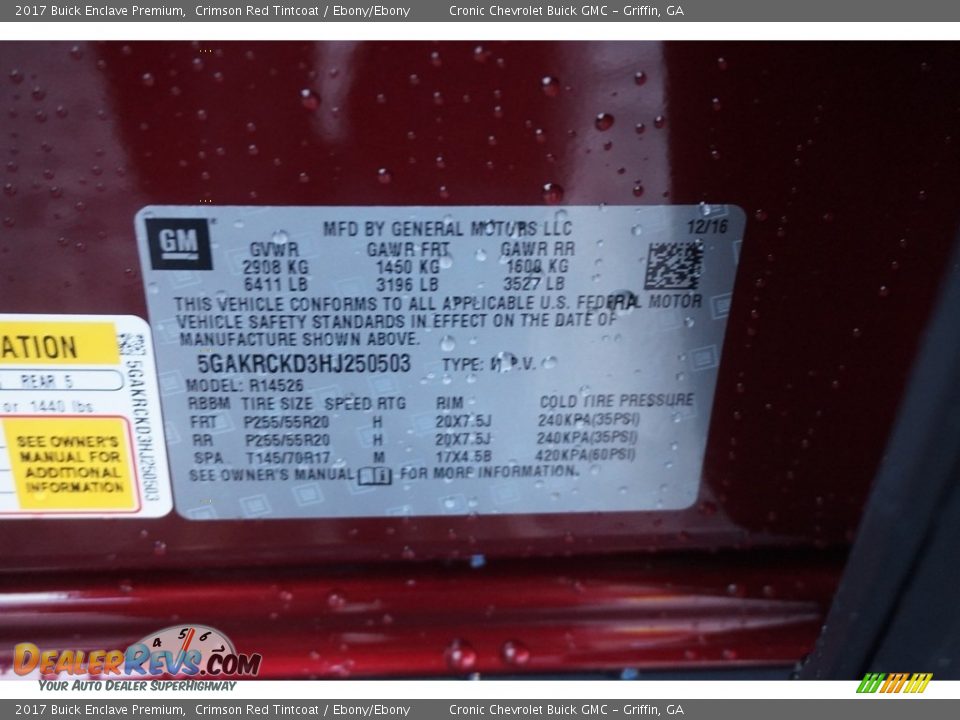 2017 Buick Enclave Premium, Crimson Red Tintcoat / Ebony/Ebony Cronic Chevrolet Buick GMC - Griffin, GA
GM
MFD BY GENERAL MOTORS LLC 12/16
GVWR GAWR FRT GAWR RR
2908 KG 1450 KG 1600 KG
6411 LB 3196 LB 3527 LB
THIS VEHICLE CONFORMS TO ALL APPLICABLE U.S. FEDERAL MOTOR
VEHICLE SAFETY STANDARDS IN EFFECT ON THE DATE OF
MANUFACTURE SHOWN ABOVE.
5GAKRCKD3HJ250503 TYPE: M.P.V.
MODEL: R14526
RBBM TIRE SIZE SPEED RTG RIM COLD TIRE PRESSURE
FRT P255/55R20 H 20X7.5J 240KPA(35PSI)
RR P255/55R20 H 20X7.5J 240KPA(35PSI)
SPA T145/70R17 M 17X4.5B 420KPA(60PSI)
SEE OWNER'S MANUAL FOR MORE INFORMATION.
ATION
REAR 5
or 1440 lbs
SEE OWNER'S
MANUAL FOR
ADDITIONAL
INFORMATION
5GAKRCKD3HJ250503
4 5 6
DealerRevs.com
Your Auto Dealer SuperHighway
2017 Buick Enclave Premium, Crimson Red Tintcoat / Ebony/Ebony Cronic Chevrolet Buick GMC - Griffin, GA